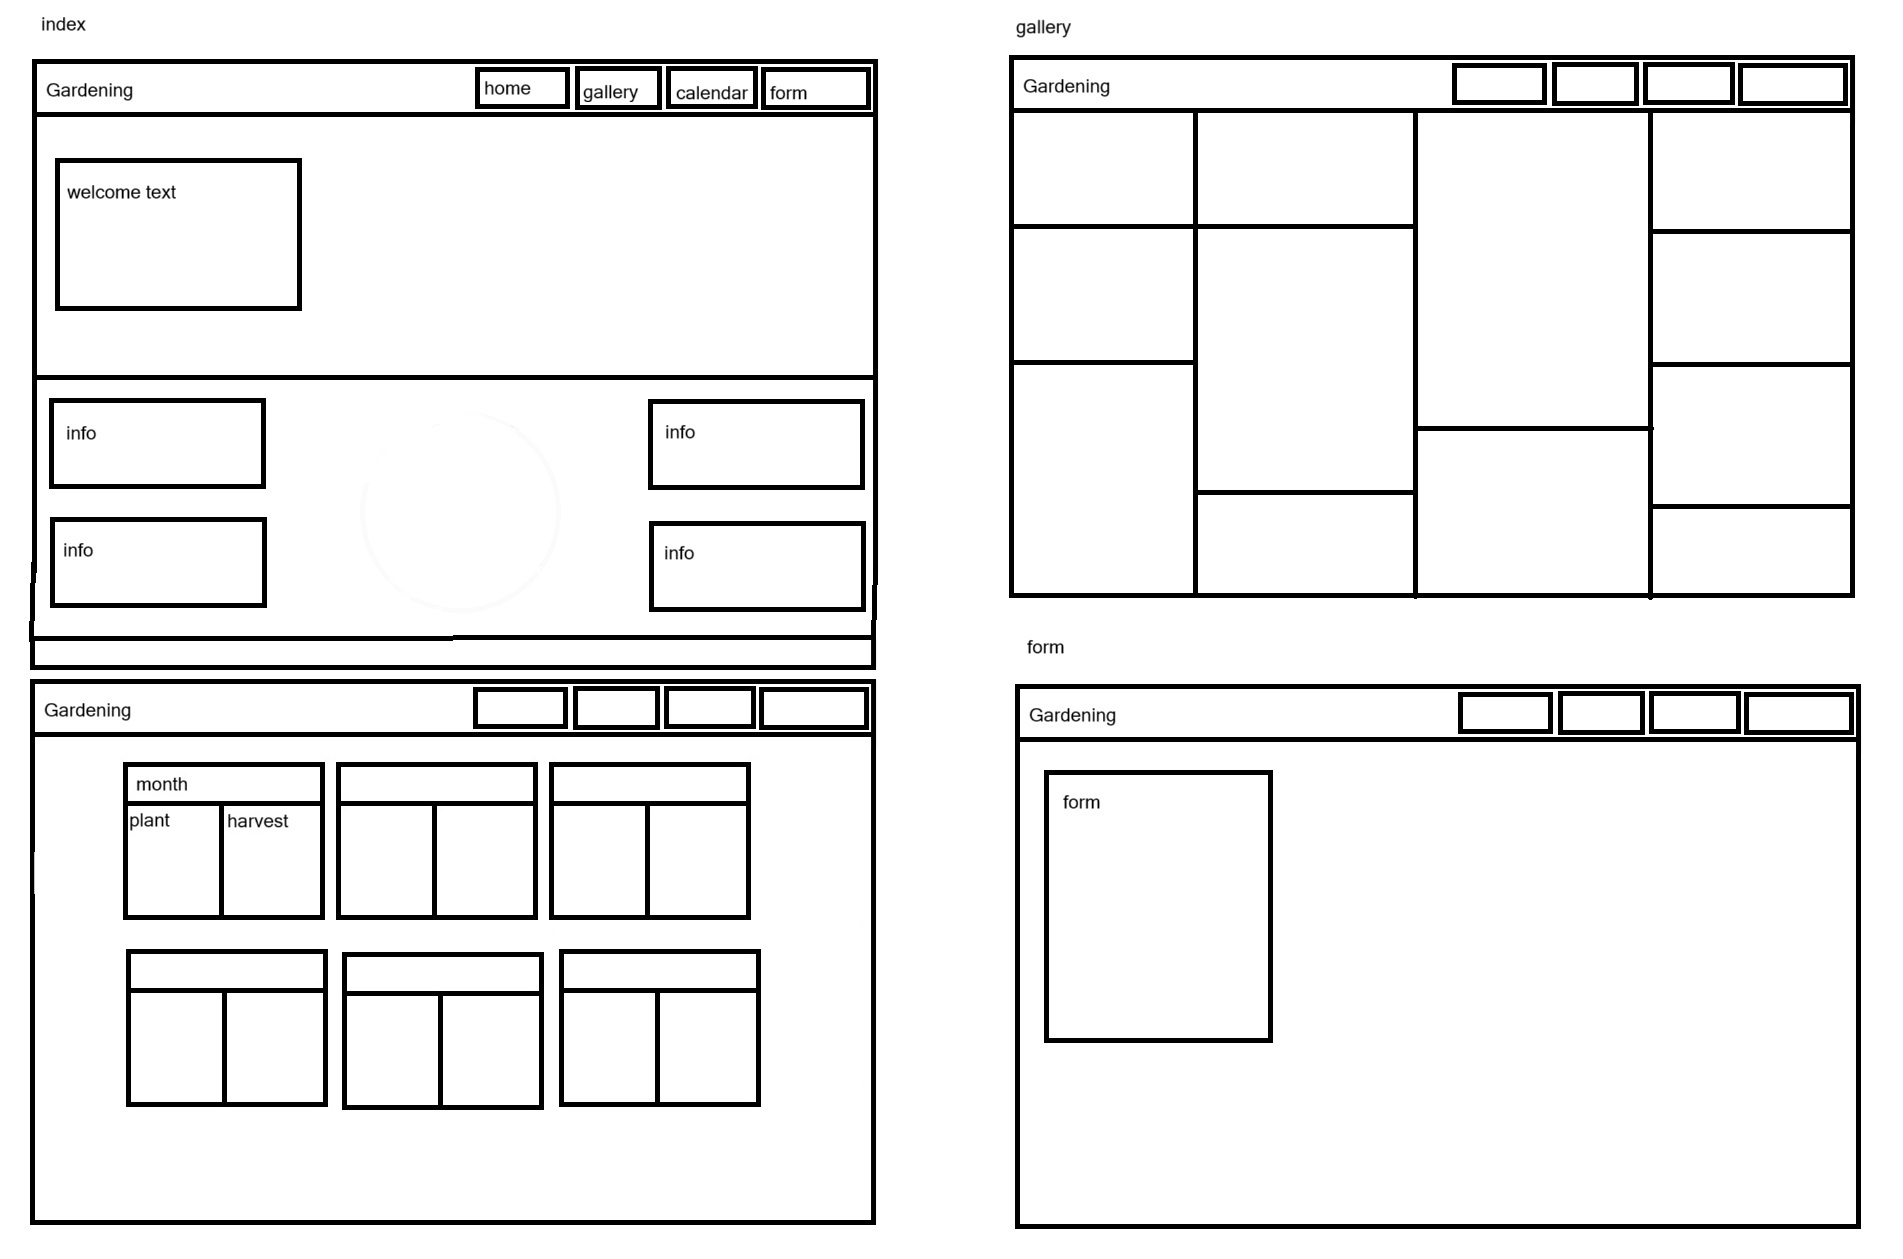 index
Gardening
home
gallery
calendar
form
welcome text
info
info
info
info
Gardening
month
plant
harvest
gallery
Gardening
form
Gardening
form